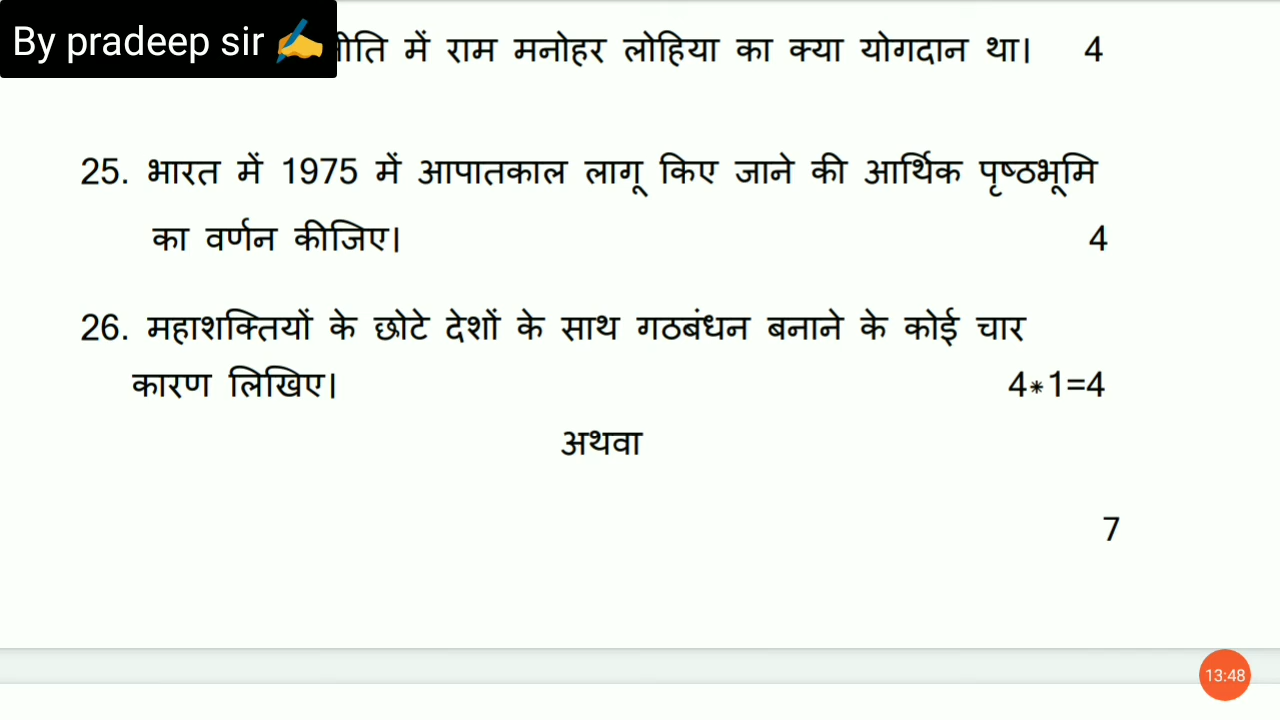 By pradeep sir ✍️
में राम मनोहर लोहिया का क्या योगदान था। 4
25. भारत में 1975 में आपातकाल लागू किए जाने की आर्थिक पृष्ठभूमि
का वर्णन कीजिए। 4
26. महाशक्तियों के छोटे देशों के साथ गठबंधन बनाने के कोई चार
कारण लिखिए। 4*1=4
अथवा
7
13:48